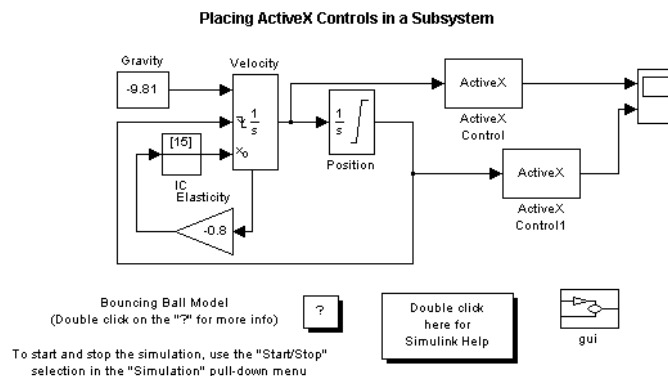 Placing ActiveX Controls in a Subsystem
Gravity
-9.81
Velocity
1
s
x0
[15]
IC
Elasticity
-0.8
1
s
Position
ActiveX
ActiveX
Control
ActiveX
ActiveX
Control1
Bouncing Ball Model
(Double click on the "?" for more info)
?
Double click
here for
Simulink Help
gui
To start and stop the simulation, use the "Start/Stop"
selection in the "Simulation" pull-down menu